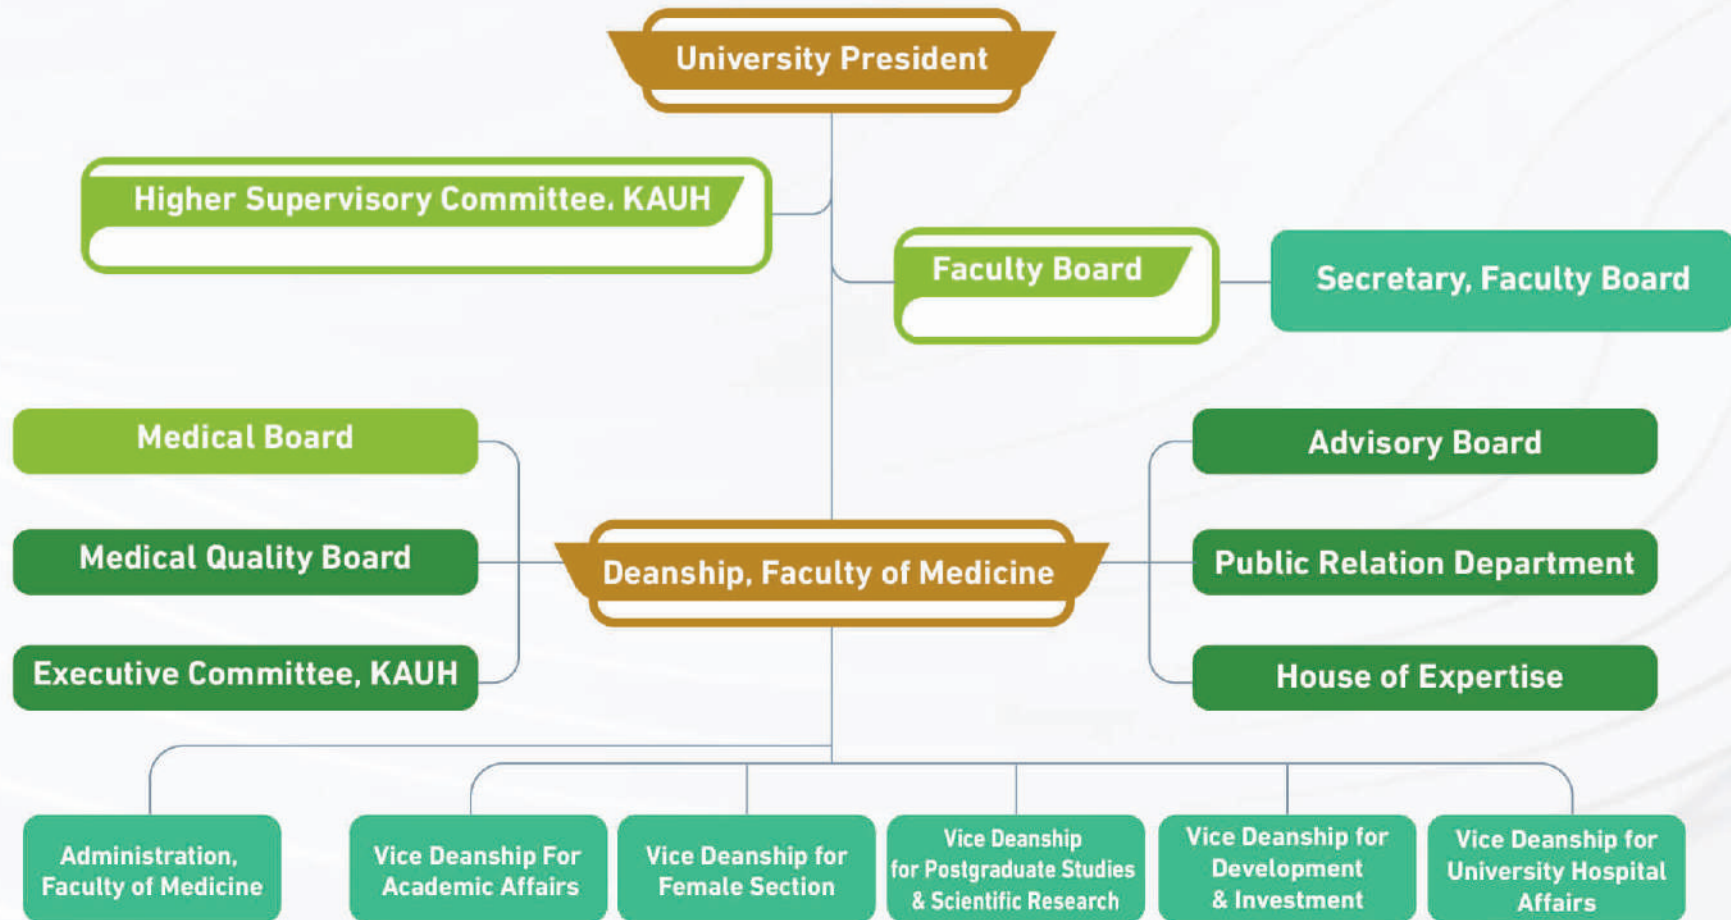 University President
Higher Supervisory Committee. KAUH
Faculty Board
Secretary, Faculty Board
Medical Board
Advisory Board
Medical Quality Board
Deanship, Faculty of Medicine
Public Relation Department
Executive Committee, KAUH
House of Expertise
Administration,
Faculty of Medicine
Vice Deanship For
Academic Affairs
Vice Deanship for
Female Section
Vice Deanship
for Postgraduate Studies
& Scientific Research
Vice Deanship for
Development
& Investment
Vice Deanship for
University Hospital
Affairs